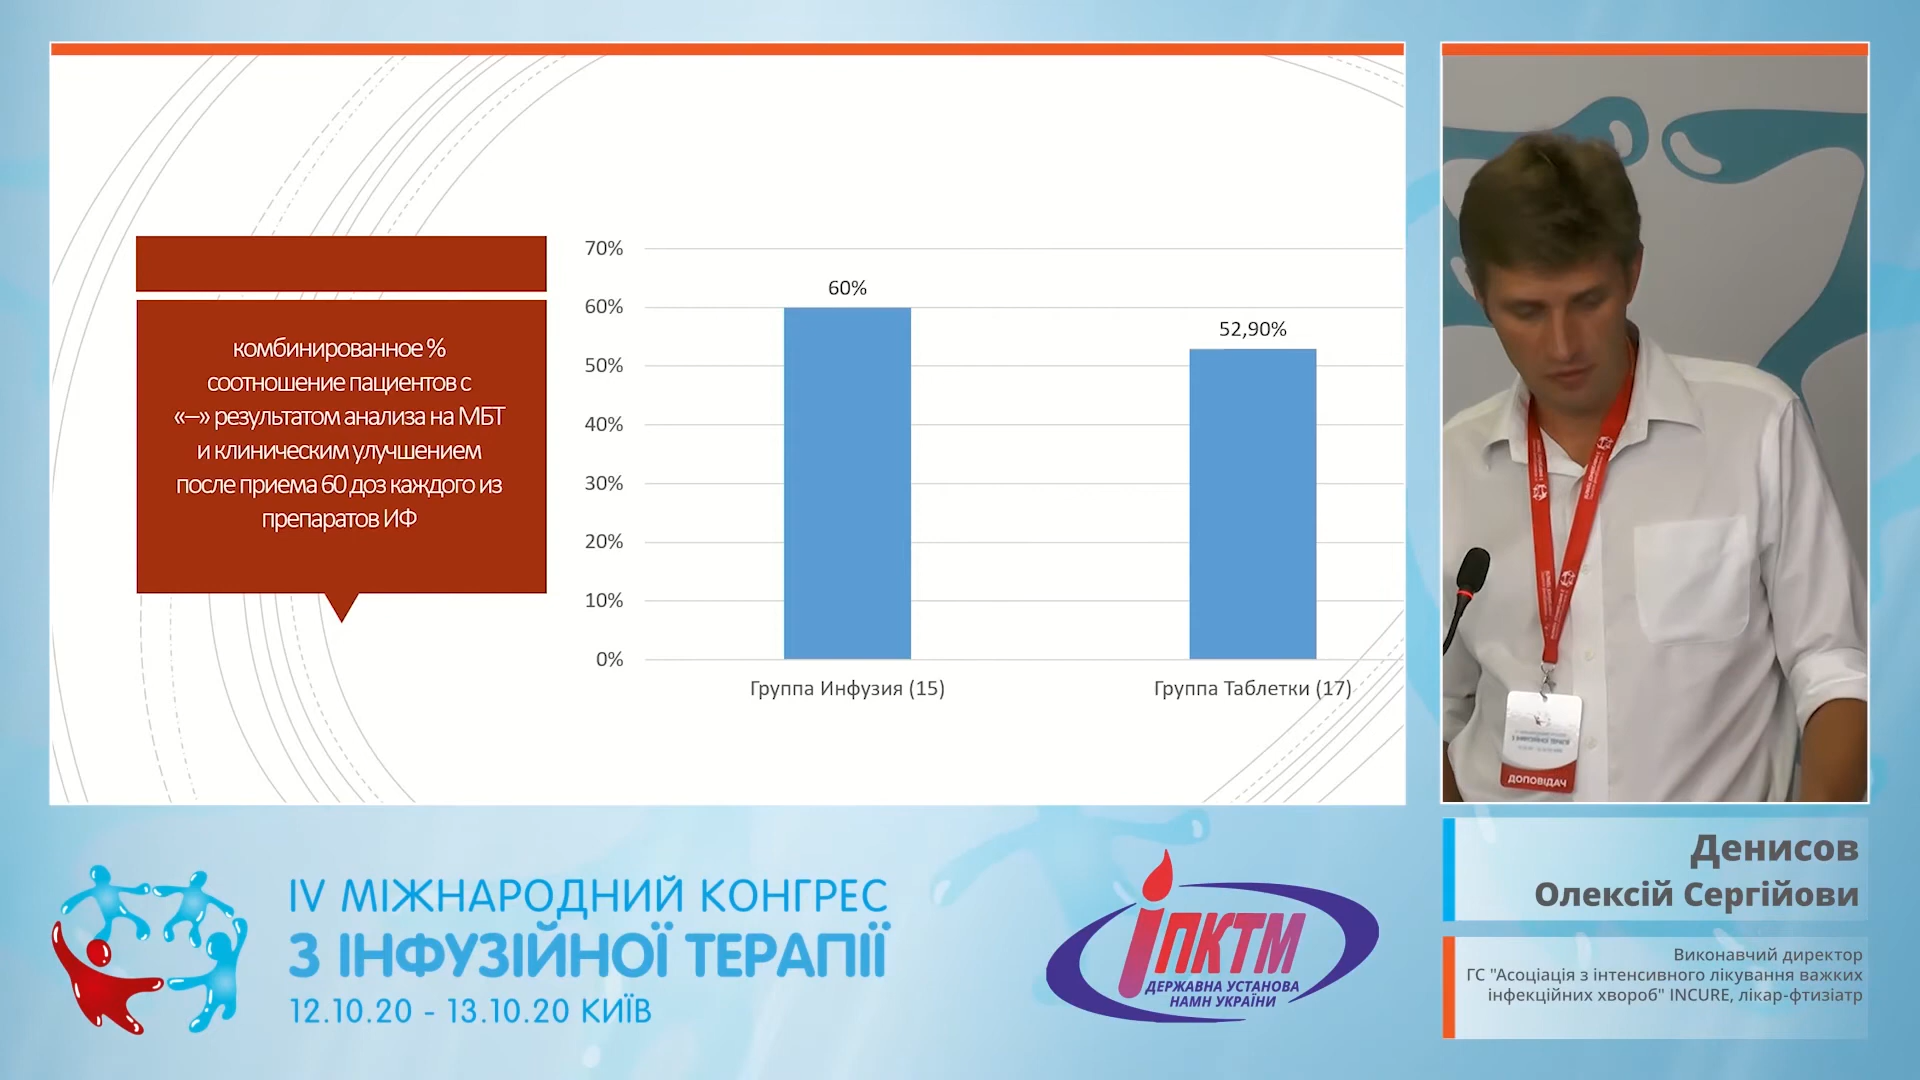 комбинированное %
соотношение пациентов с
«–» результатом анализа на МБТ
и клиническим улучшением
после приема 60 доз каждого из
препаратов ИФ
70%
60%
50%
40%
30%
20%
10%
0%
60%
52,90%
Группа Инфузия (15)
Группа Таблетки (17)
ДОПОВІДАЧ
IV МІЖНАРОДНИЙ КОНГРЕС
З ІНФУЗІЙНОЇ ТЕРАПІЇ
12.10.20 - 13.10.20 КИЇВ
ІПКТМ
ДЕРЖАВНА УСТАНОВА
НАМН УКРАЇНИ
Денисов
Олексій Сергійови
Виконавчий директор
ГС "Асоціація з інтенсивного лікування важких
інфекційних хвороб" INCURE, лікар-фтизіатр